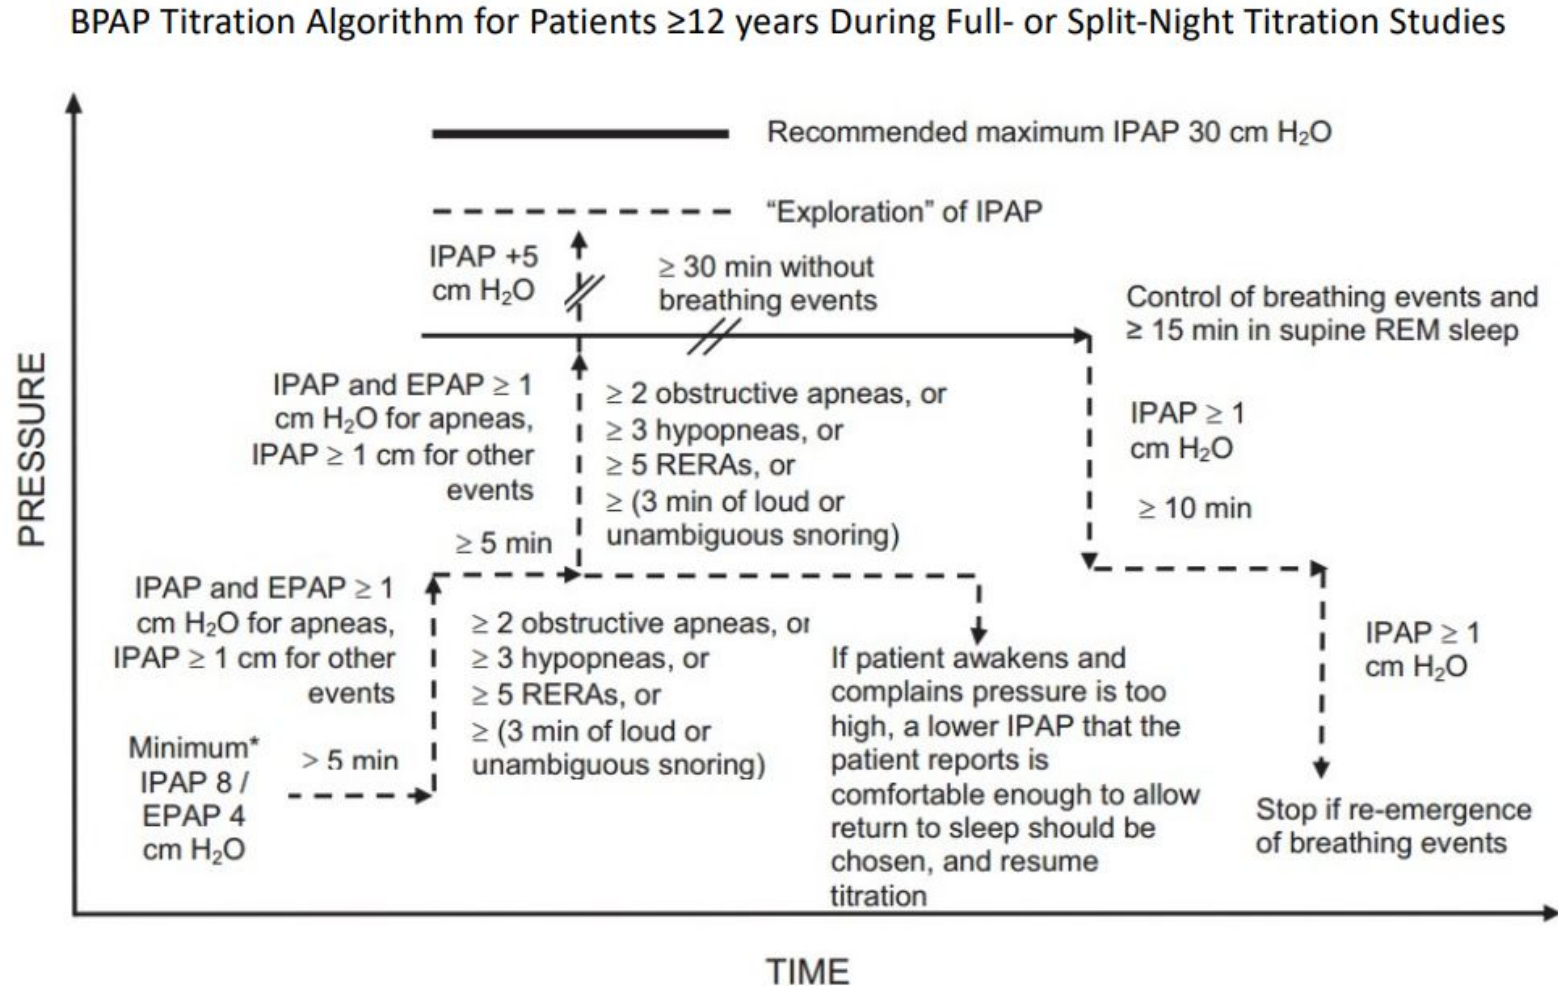 BPAP Titration Algorithm for Patients ≥12 years During Full- or Split-Night Titration Studies
Recommended maximum IPAP 30 cm H₂O
“Exploration” of IPAP
IPAP +5
cm H₂O
≥ 30 min without
breathing events
Control of breathing events and
≥ 15 min in supine REM sleep
IPAP and EPAP ≥ 1
cm H₂O for apneas,
IPAP ≥ 1 cm for other
events
≥ 2 obstructive apneas, or
≥ 3 hypopneas, or
≥ 5 RERAs, or
≥ (3 min of loud or
unambiguous snoring)
IPAP ≥ 1
cm H₂O
≥ 10 min
≥ 5 min
IPAP and EPAP ≥ 1
cm H₂O for apneas,
IPAP ≥ 1 cm for other
events
≥ 2 obstructive apneas, or
≥ 3 hypopneas, or
≥ 5 RERAs, or
≥ (3 min of loud or
unambiguous snoring)
If patient awakens and
complains pressure is too
high, a lower IPAP that the
patient reports is
comfortable enough to allow
return to sleep should be
chosen, and resume
titration
IPAP ≥ 1
cm H₂O
Minimum*
IPAP 8 /
EPAP 4
cm H₂O
> 5 min
Stop if re-emergence
of breathing events
PRESSURE
TIME